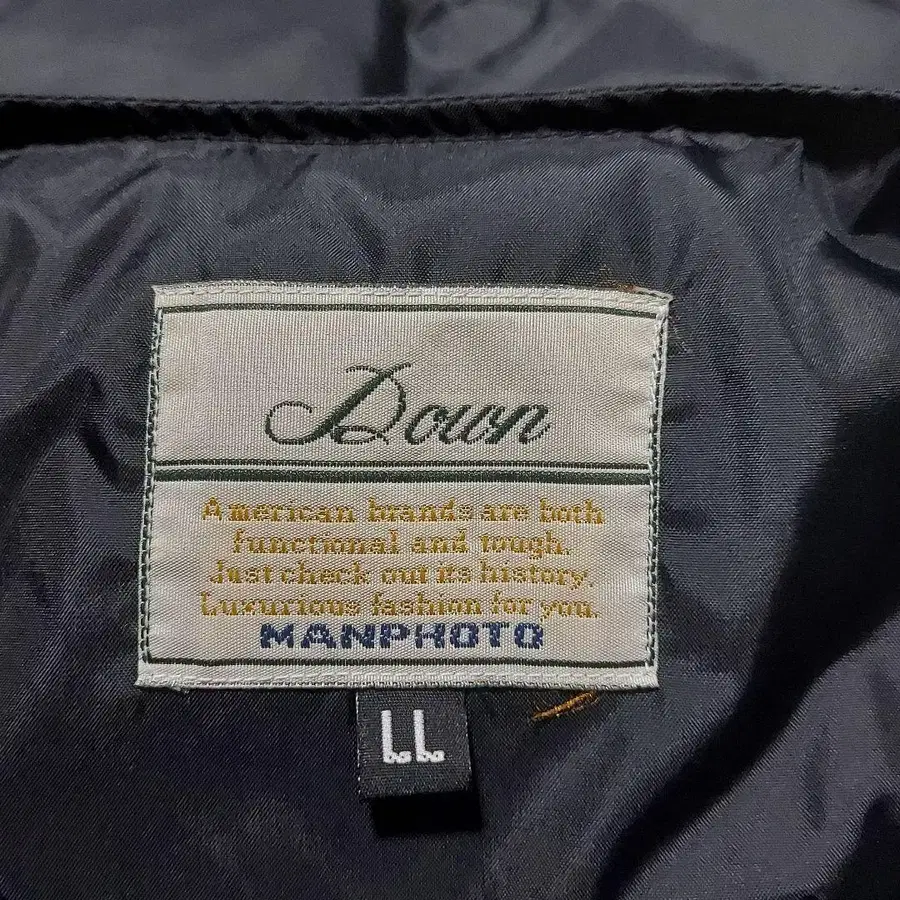 Down
American brands are both
functional and tough.
Just check out its history.
Luxurious fashion for you.
MANPHOTO
LL